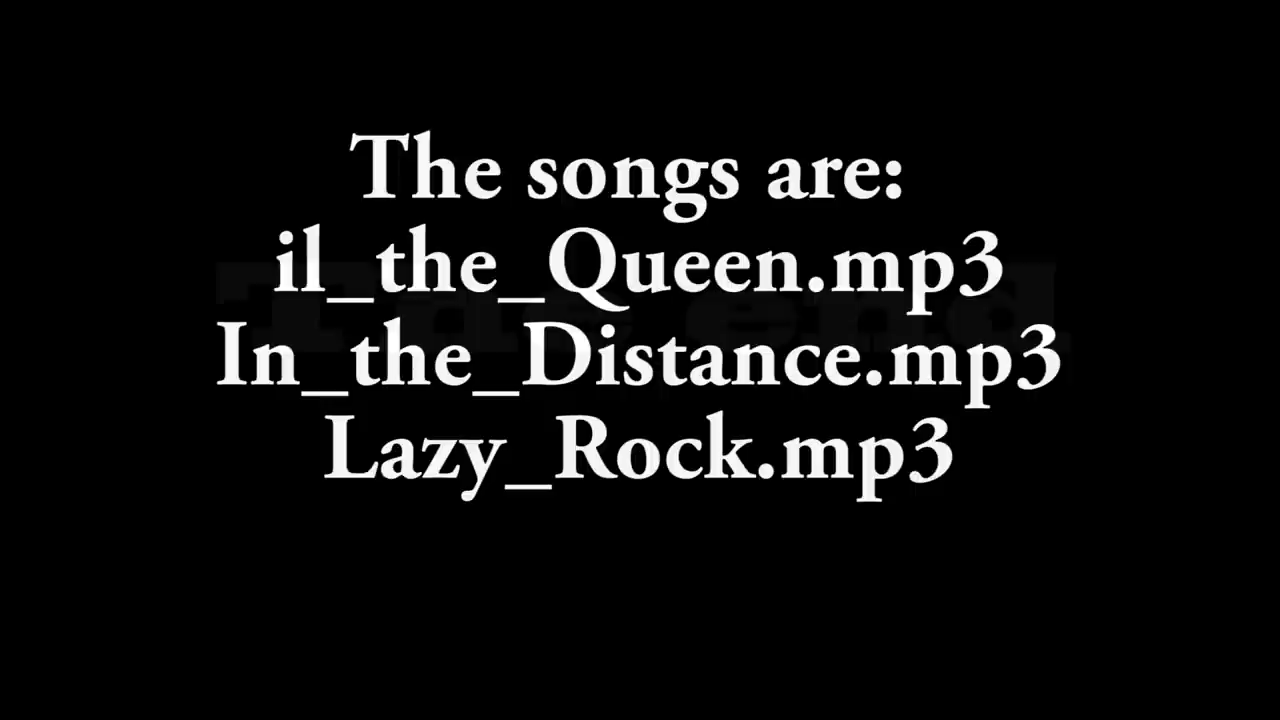 The songs are:
il_the_Queen.mp3
In_the_Distance.mp3
Lazy_Rock.mp3